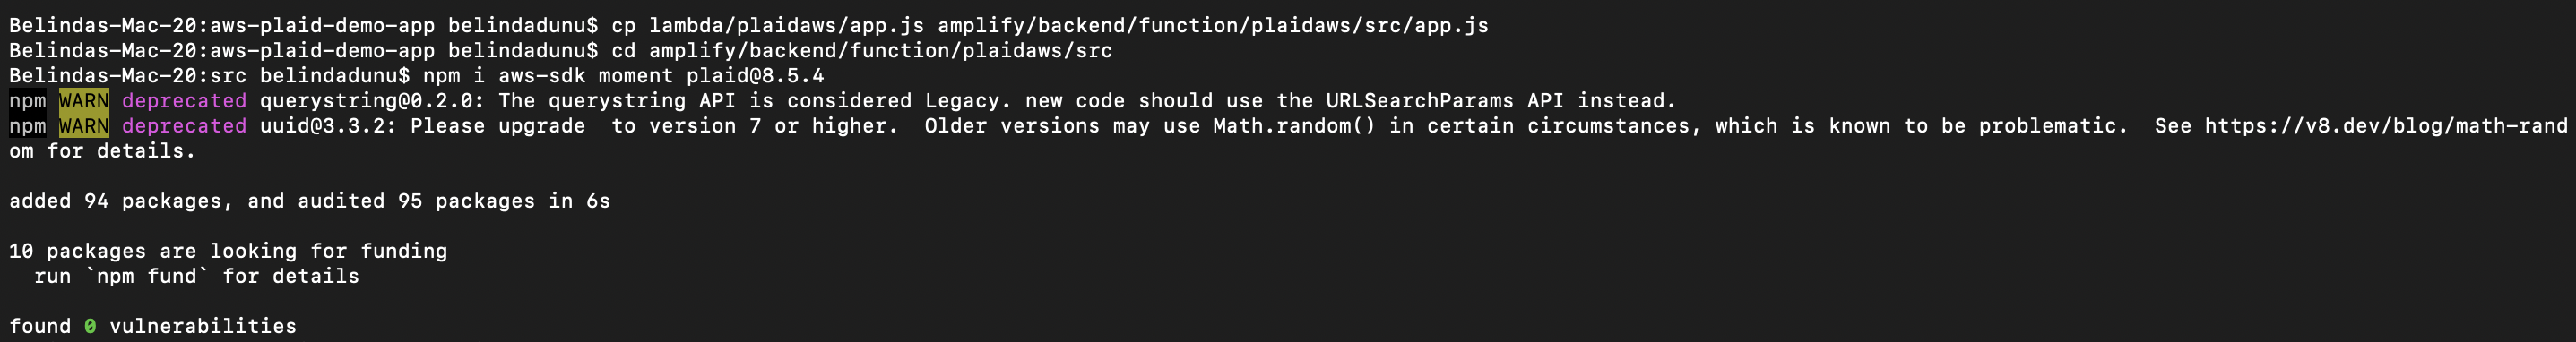 Belindas-Mac-20:aws-plaid-demo-app belindadunu$ cp lambda/plaidaws/app.js amplify/backend/function/plaidaws/src/app.js
Belindas-Mac-20:aws-plaid-demo-app belindadunu$ cd amplify/backend/function/plaidaws/src
Belindas-Mac-20:src belindadunu$ npm i aws-sdk moment plaid@8.5.4
npm WARN deprecated querystring@0.2.0: The querystring API is considered Legacy. new code should use the URLSearchParams API instead.
npm WARN deprecated uuid@3.3.2: Please upgrade  to version 7 or higher.  Older versions may use Math.random() in certain circumstances, which is known to be problematic.  See https://v8.dev/blog/math-rand
om for details.
added 94 packages, and audited 95 packages in 6s
10 packages are looking for funding
  run `npm fund` for details
found 0 vulnerabilities